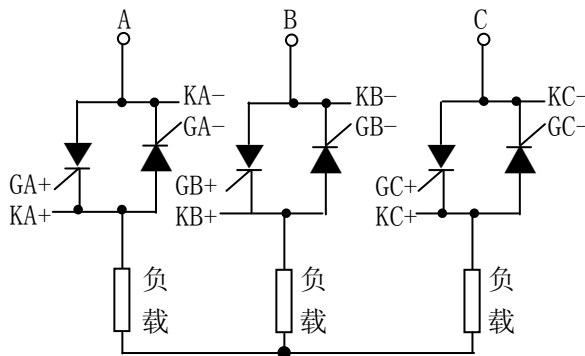 A
B
C
KA-
GA-
GA+
KA+
KB-
GB-
GB+
KB+
KC-
GC-
GC+
KC+
负载
负载
负载